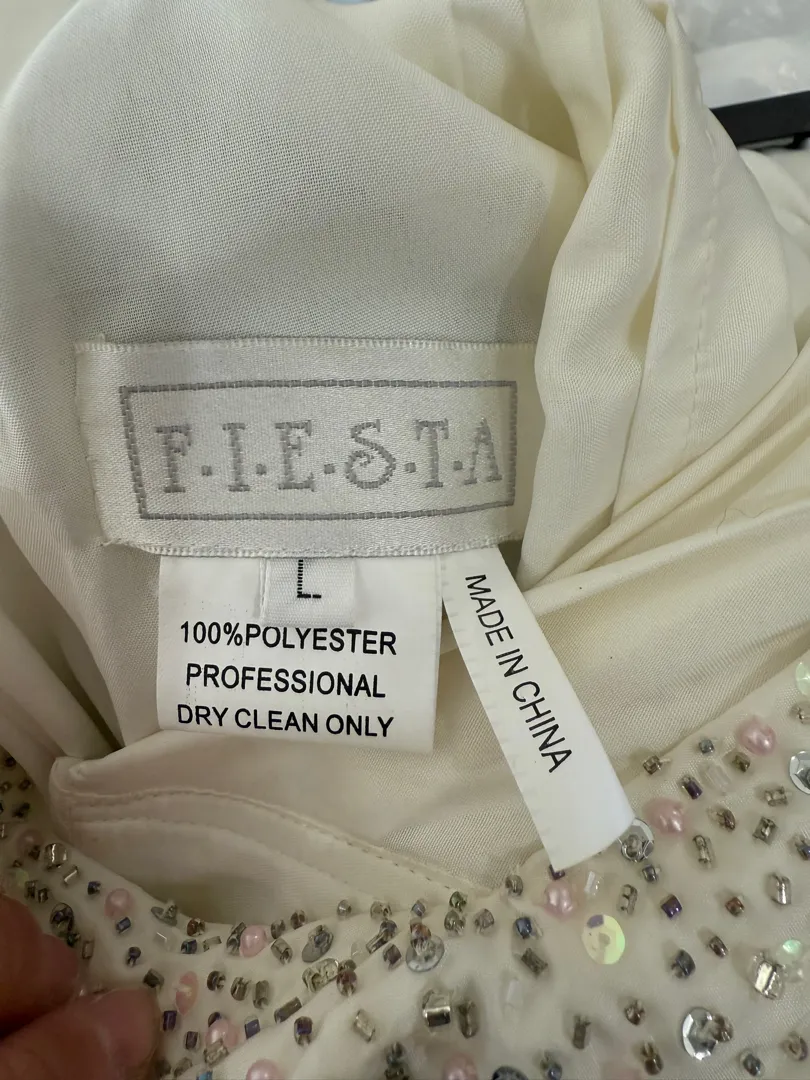 F.I.E.S.T.A
L
100%POLYESTER
PROFESSIONAL
DRY CLEAN ONLY
MADE IN CHINA